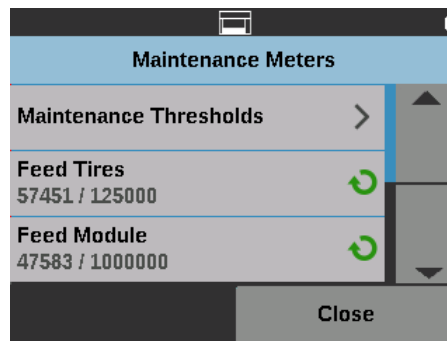 Maintenance Meters
Maintenance Thresholds
Feed Tires
57451 / 125000
Feed Module
47583 / 1000000
Close